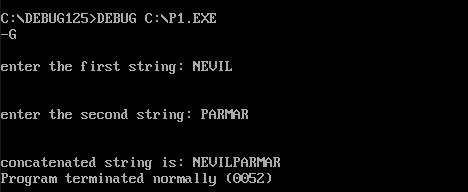 C:\DEBUG125>DEBUG C:\P1.EXE
-G
enter the first string: NEVIL
enter the second string: PARMAR
concatenated string is: NEVILPARMAR
Program terminated normally (0052)